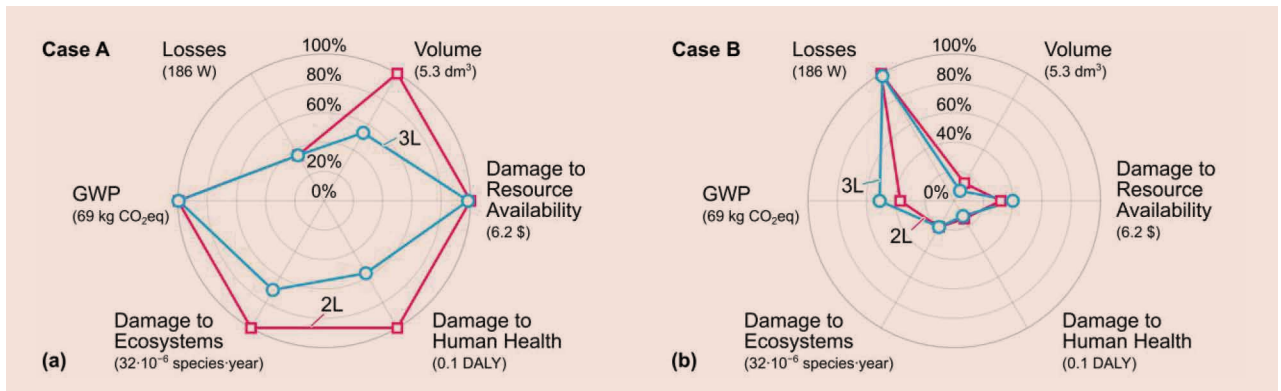 Case A
Losses
(186 W)
100%
80%
60%
20%
0%
Volume
(5.3 dm³)
3L
GWP
(69 kg CO₂eq)
Damage to
Resource
Availability
(6.2 $)
2L
Damage to
Ecosystems
(32·10⁻⁶ species·year)
Damage to
Human Health
(0.1 DALY)
(a)
Case B
Losses
(186 W)
100%
80%
60%
40%
0%
Volume
(5.3 dm³)
3L
GWP
(69 kg CO₂eq)
2L
Damage to
Resource
Availability
(6.2 $)
Damage to
Ecosystems
(32·10⁻⁶ species·year)
Damage to
Human Health
(0.1 DALY)
(b)